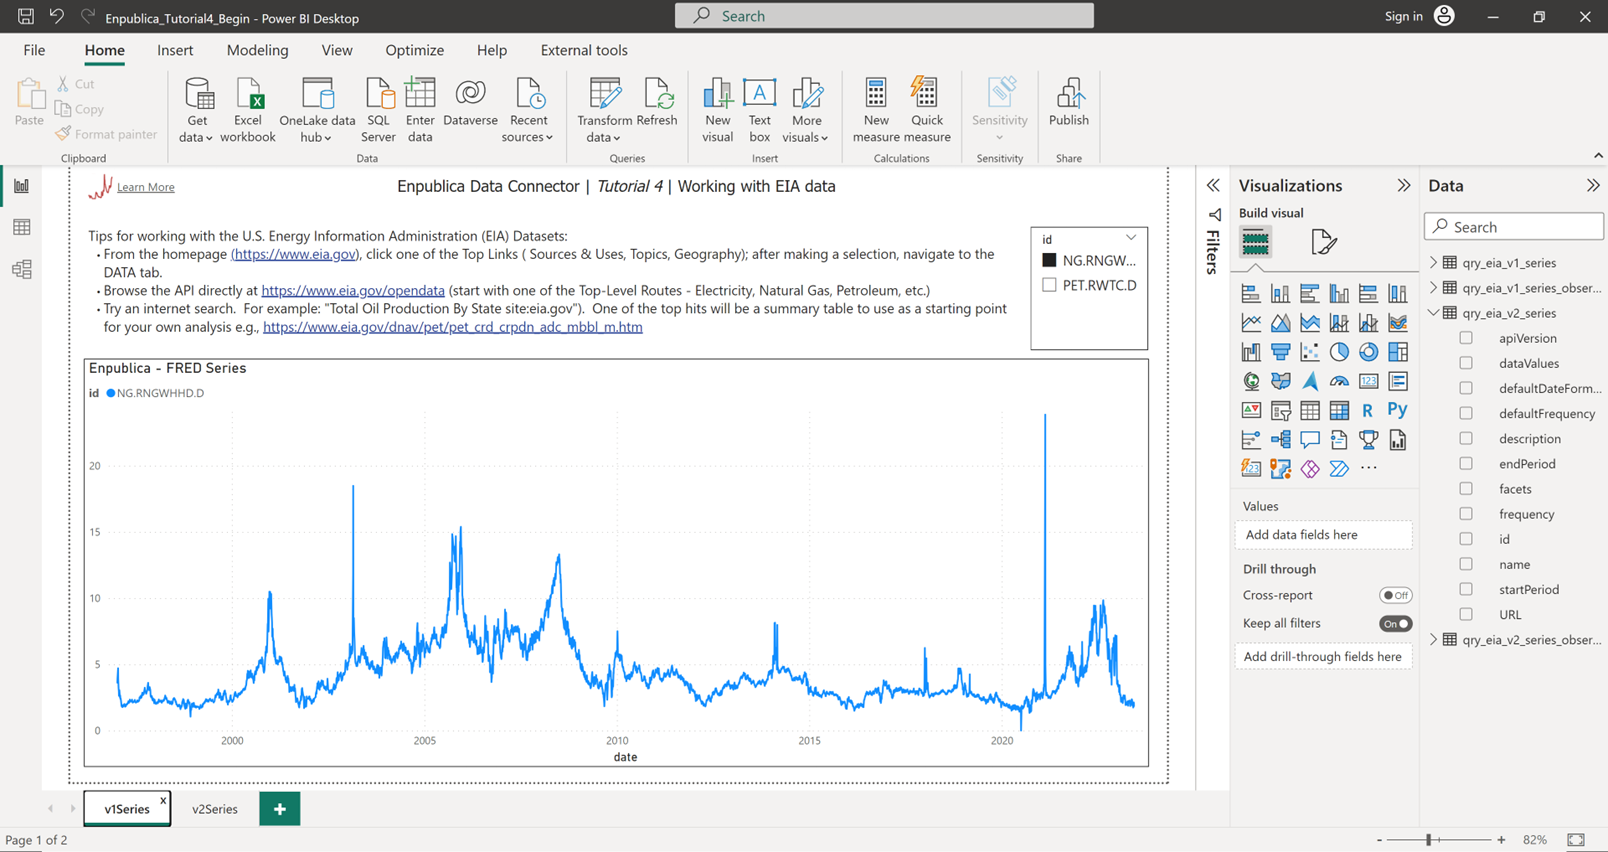 Enpublica_Tutorial4_Begin - Power BI Desktop
Search
Sign in
File Home Insert Modeling View Optimize Help External tools
Paste
Cut
Copy
Format painter
Clipboard
Get data
Excel workbook
OneLake data hub
SQL Server
Enter data
Dataverse
Recent sources
Data
Transform data
Refresh
Queries
New visual
Text box
More visuals
Insert
New measure
Quick measure
Calculations
Sensitivity
Sensitivity
Publish
Share
Learn More
Enpublica Data Connector | Tutorial 4 | Working with EIA data
Tips for working with the U.S. Energy Information Administration (EIA) Datasets:
• From the homepage (https://www.eia.gov), click one of the Top Links ( Sources & Uses, Topics, Geography); after making a selection, navigate to the
DATA tab.
• Browse the API directly at https://www.eia.gov/opendata (start with one of the Top-Level Routes - Electricity, Natural Gas, Petroleum, etc.)
• Try an internet search. For example: "Total Oil Production By State site:eia.gov"). One of the top hits will be a summary table to use as a starting point
for your own analysis e.g., https://www.eia.gov/dnav/pet/pet_crd_crpdn_adc_mbbl_m.htm
id
NG.RNGW...
PET.RWTC.D
Enpublica - FRED Series
id NG.RNGWHHD.D
20
15
10
5
0
2000 2005 2010 2015 2020
date
Filters
Visualizations
Build visual
R Py
123
123
Values
Add data fields here
Drill through
Cross-report Off
Keep all filters On
Add drill-through fields here
Data
Search
qry_eia_v1_series
qry_eia_v1_series_obser...
qry_eia_v2_series
apiVersion
dataValues
defaultDateForm...
defaultFrequency
description
endPeriod
facets
frequency
id
name
startPeriod
URL
qry_eia_v2_series_obser...
v1Series x
v2Series
+
Page 1 of 2
- + 82%